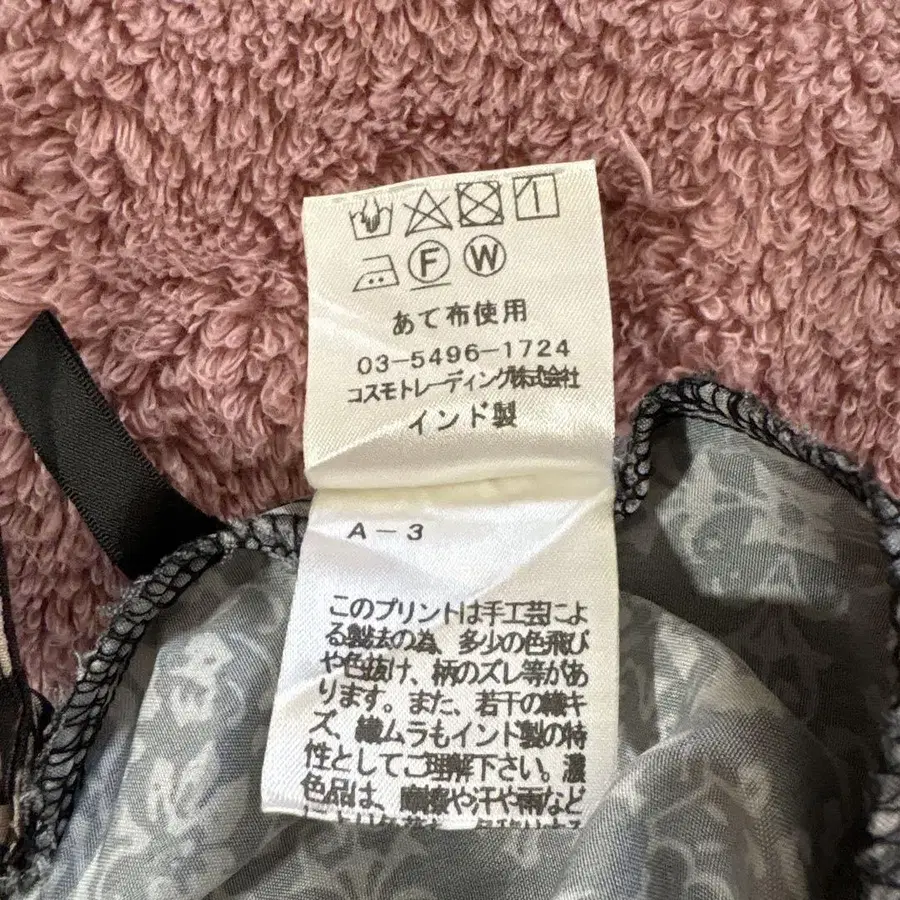 F W
あて布使用
03-5496-1724
コスモトレーディング株式会社
インド製
A-3
このプリントは手工芸によ
る製法の為、多少の色飛び
や色抜け、柄のズレ等があ
ります。また、若干の織キ
ズ、織ムラもインド製の特
性としてご理解下さい。濃
色品は、摩擦や汗や雨など